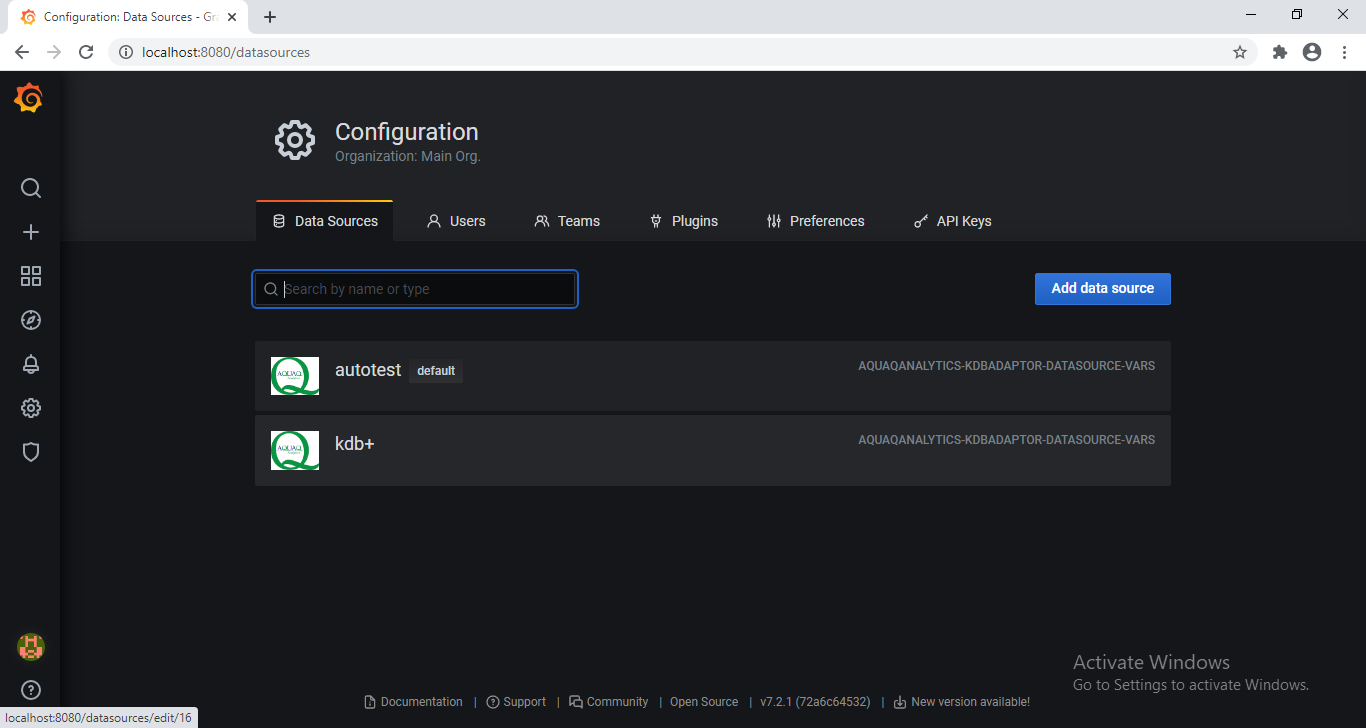 Configuration: Data Sources - Gr
localhost:8080/datasources
Configuration
Organization: Main Org.
Data Sources
Users
Teams
Plugins
Preferences
API Keys
Search by name or type
Add data source
AQUAQ
autotest
default
AQUAQANALYTICS-KDBADAPTOR-DATASOURCE-VARS
AQUAQ
kdb+
AQUAQANALYTICS-KDBADAPTOR-DATASOURCE-VARS
Activate Windows
Go to Settings to activate Windows.
Documentation | Support | Community | Open Source | v7.2.1 (72a6c64532) | New version available!
localhost:8080/datasources/edit/16